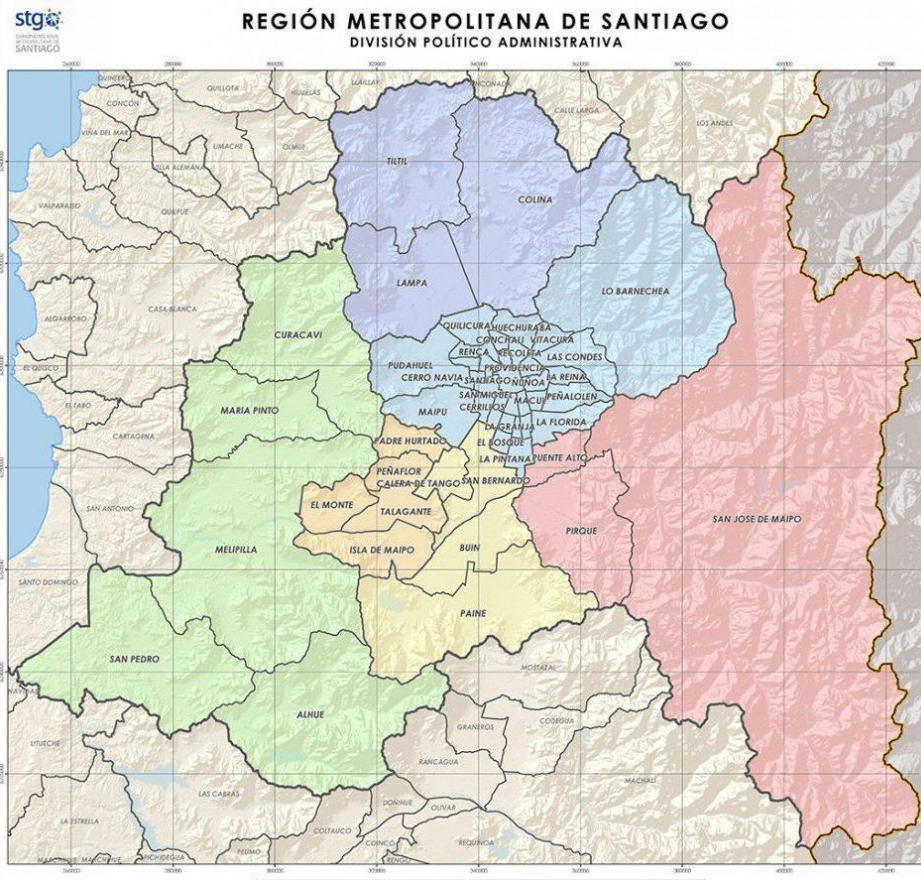 stgo
REGIÓN METROPOLITANA DE SANTIAGO
DIVISIÓN POLÍTICO ADMINISTRATIVA
SANTIAGO
QUINTERO
QUILLOTA
LLAILLAY
CONCÓN
CALLE LARGA
LOS ANDES
VIÑA DEL MAR
LIMACHE
OLMUE
TILTIL
VILLA ALEMANA
COLINA
VALPARAISO
QUILPUE
LAMPA
LO BARNECHEA
CASA BLANCA
ALGARROBO
CURACAVI
QUILICURA
HUECHURABA
CONCHALI
VITACURA
RENCA
RECOLETA
LAS CONDES
EL QUISCO
PUDAHUEL
PROVIDENCIA
CERRO NAVIA
SANTIAGO
ÑUÑOA
LA REINA
SAN MIGUEL
MACUL
PEÑALOLEN
EL TABO
MARIA PINTO
MAIPU
CERRILLOS
LA GRANJA
LA FLORIDA
CARTAGENA
PADRE HURTADO
EL BOSQUE
LA PINTANA
PUENTE ALTO
PEÑAFLOR
CALERA DE TANGO
SAN BERNARDO
SAN ANTONIO
EL MONTE
TALAGANTE
SAN JOSE DE MAIPO
PIRQUE
MELIPILLA
ISLA DE MAIPO
BUIN
SANTO DOMINGO
PAINE
SAN PEDRO
MOSTAZAL
ALHUE
GRANEROS
CODEGUA
LITUECHE
RANCAGUA
LAS CABRAS
MACHALI
DOÑIHUE
OLIVAR
LA ESTRELLA
COLTAUCO
COINCO
REQUINOA
PEUMO
PICHIDEGUA
RENGO